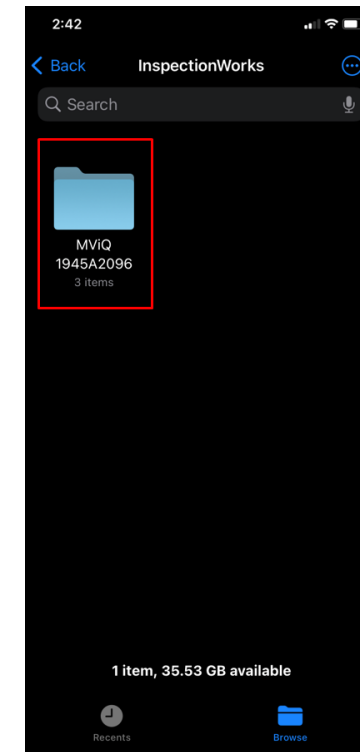 2:42
Back
InspectionWorks
Search
MViQ
1945A2096
3 items
1 item, 35.53 GB available
Recents
Browse